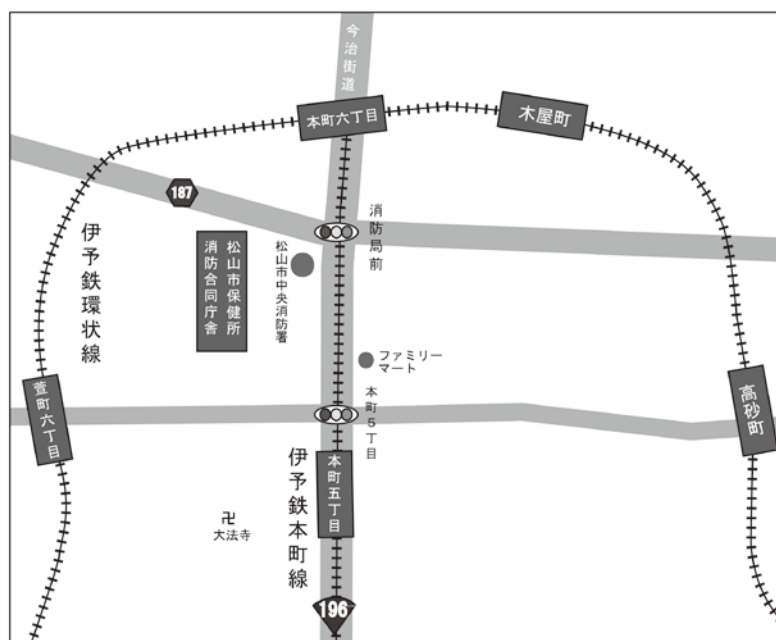 今治街道
本町六丁目
木屋町
187
消防局前
伊予鉄環状線
松山市保健所
消防合同庁舎
松山市中央消防署
ファミリー
マート
本町5丁目
萱町六丁目
高砂町
本町五丁目
伊予鉄本町線
卍
大法寺
196